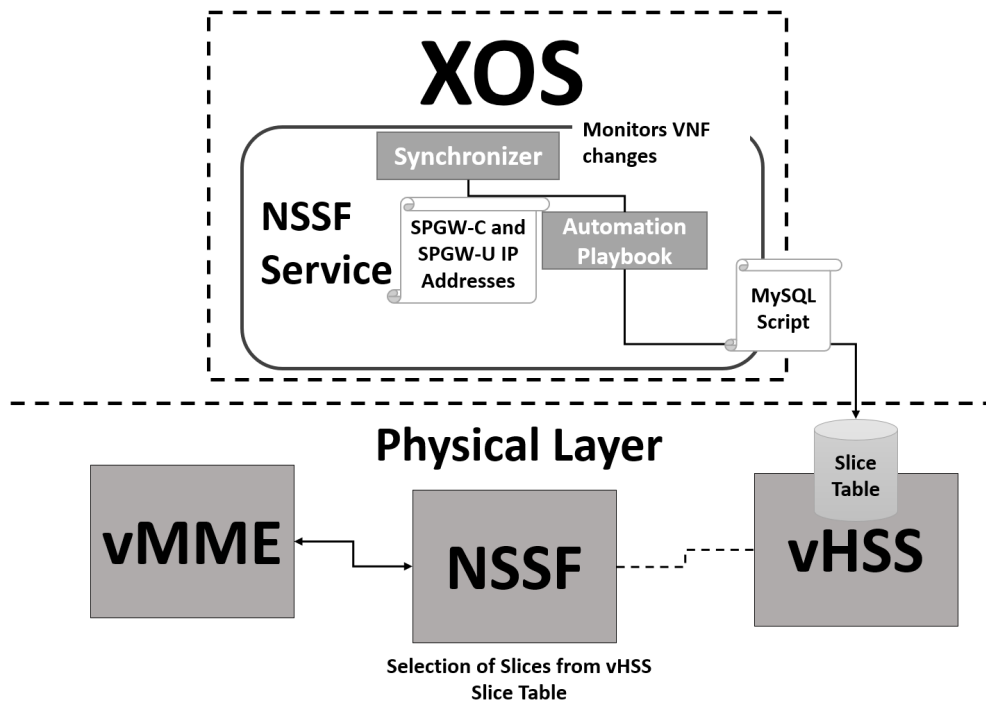 XOS
Monitors VNF
changes
Synchronizer
NSSF
Service
SPGW-C and
SPGW-U IP
Addresses
Automation
Playbook
MySQL
Script
Physical Layer
Slice
Table
vMME
NSSF
vHSS
Selection of Slices from vHSS
Slice Table